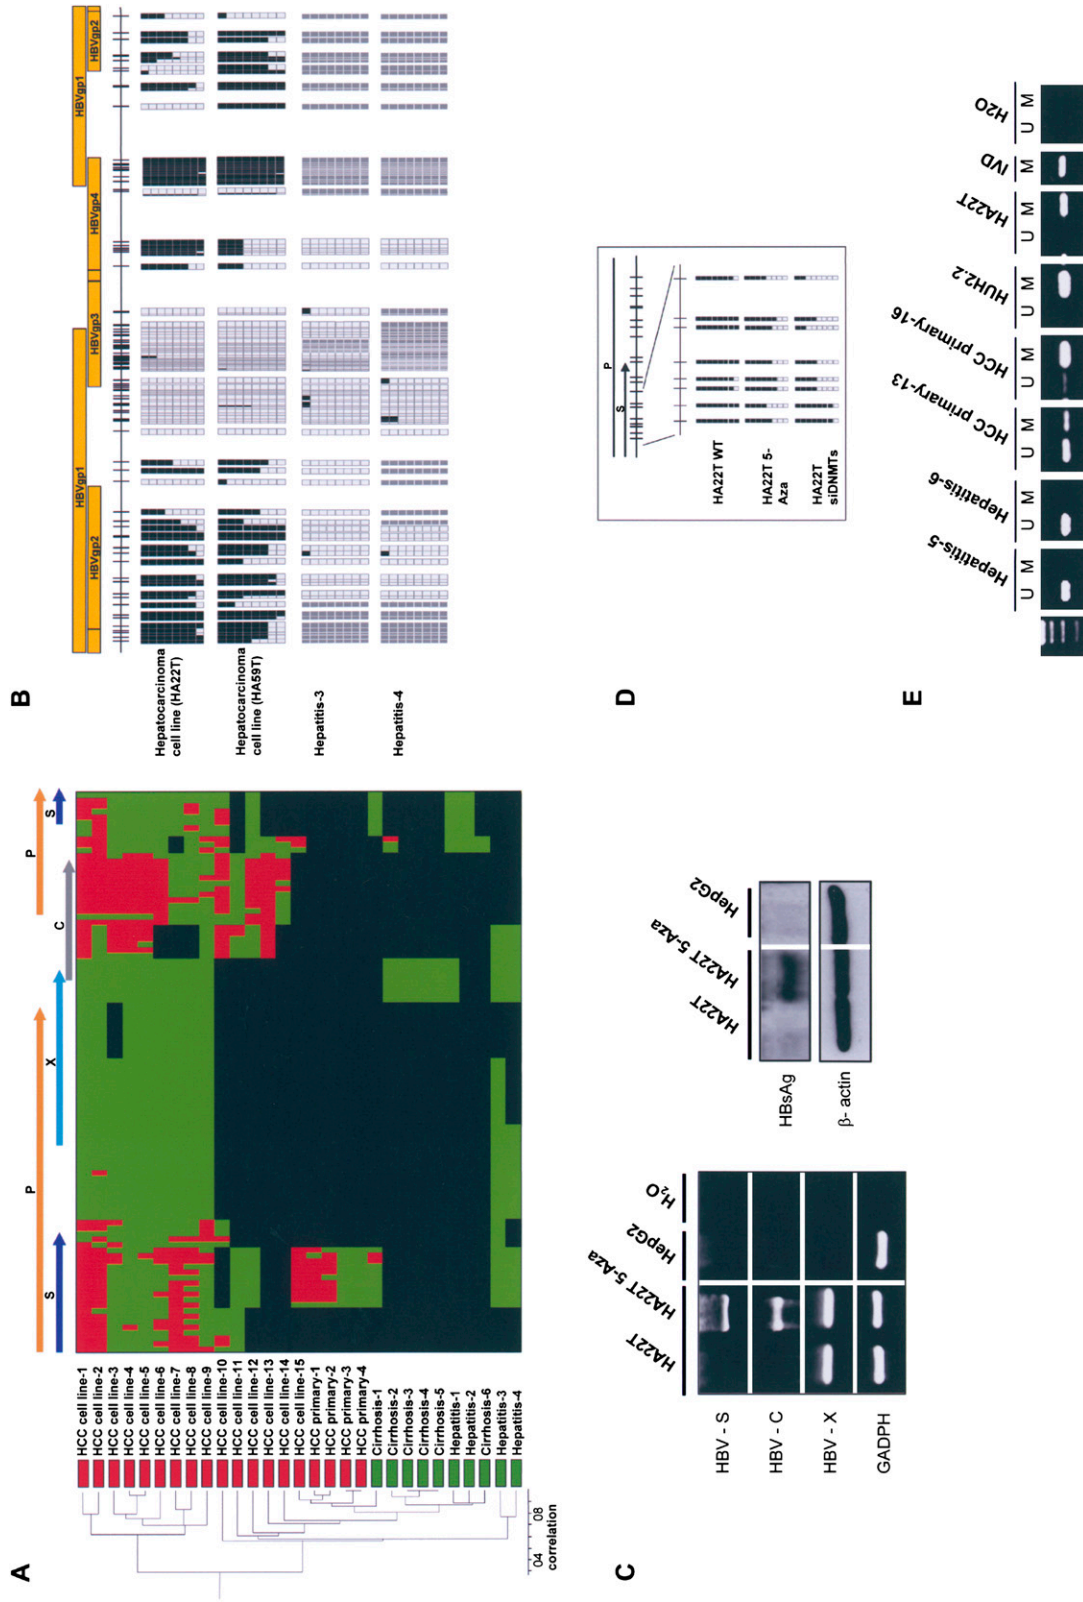 A
P
P
S
X
C
S
HCC cell line-1
HCC cell line-2
HCC cell line-3
HCC cell line-4
HCC cell line-5
HCC cell line-6
HCC cell line-7
HCC cell line-8
HCC cell line-9
HCC cell line-10
HCC cell line-11
HCC cell line-12
HCC cell line-13
HCC cell line-14
HCC cell line-15
HCC primary-1
HCC primary-2
HCC primary-3
HCC primary-4
Cirrhosis-1
Cirrhosis-2
Cirrhosis-3
Cirrhosis-4
Cirrhosis-5
Hepatitis-1
Hepatitis-2
Cirrhosis-6
Hepatitis-3
Hepatitis-4
04 08
correlation
B
HBVgp1 HBVgp1
HBVgp2 HBVgp3 HBVgp4 HBVgp2
Hepatocarcinoma
cell line (HA22T)
Hepatocarcinoma
cell line (HA59T)
Hepatitis-3
Hepatitis-4
C
HA22T HA22T 5-Aza HepG2 H2O
HBV - S
HBV - C
HBV - X
GADPH
HA22T HA22T 5-Aza HepG2
HBsAg
β- actin
D
P
S
HA22T WT
HA22T 5-
Aza
HA22T
siDNMTs
E
Hepatitis-5 Hepatitis-6 HCC primary-13 HCC primary-16 HUH2.2 HA22T IVD H2O
U M U M U M U M U M U M M U M